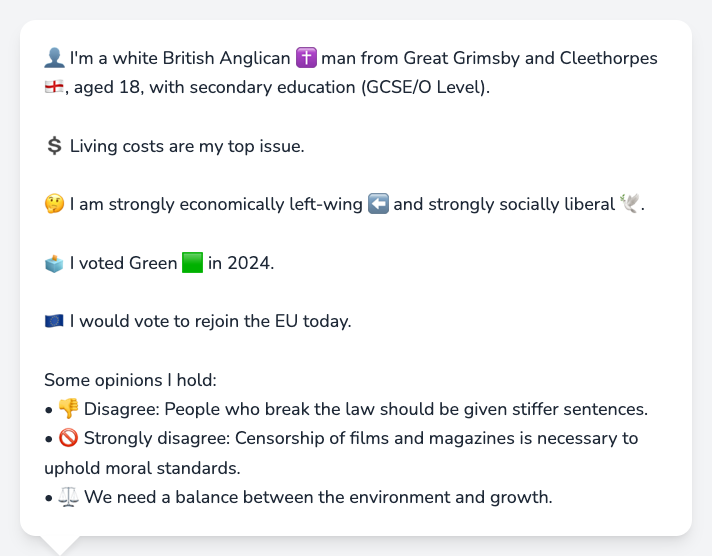 👤 I'm a white British Anglican ✝️ man from Great Grimsby and Cleethorpes
🏴󠁧󠁢󠁥󠁮󠁧󠁿, aged 18, with secondary education (GCSE/O Level).
💲 Living costs are my top issue.
🤔 I am strongly economically left-wing ⬅️ and strongly socially liberal 🕊️.
🗳️ I voted Green 🟩 in 2024.
🇪🇺 I would vote to rejoin the EU today.
Some opinions I hold:
• 👎 Disagree: People who break the law should be given stiffer sentences.
• 🚫 Strongly disagree: Censorship of films and magazines is necessary to
uphold moral standards.
• ⚖️ We need a balance between the environment and growth.